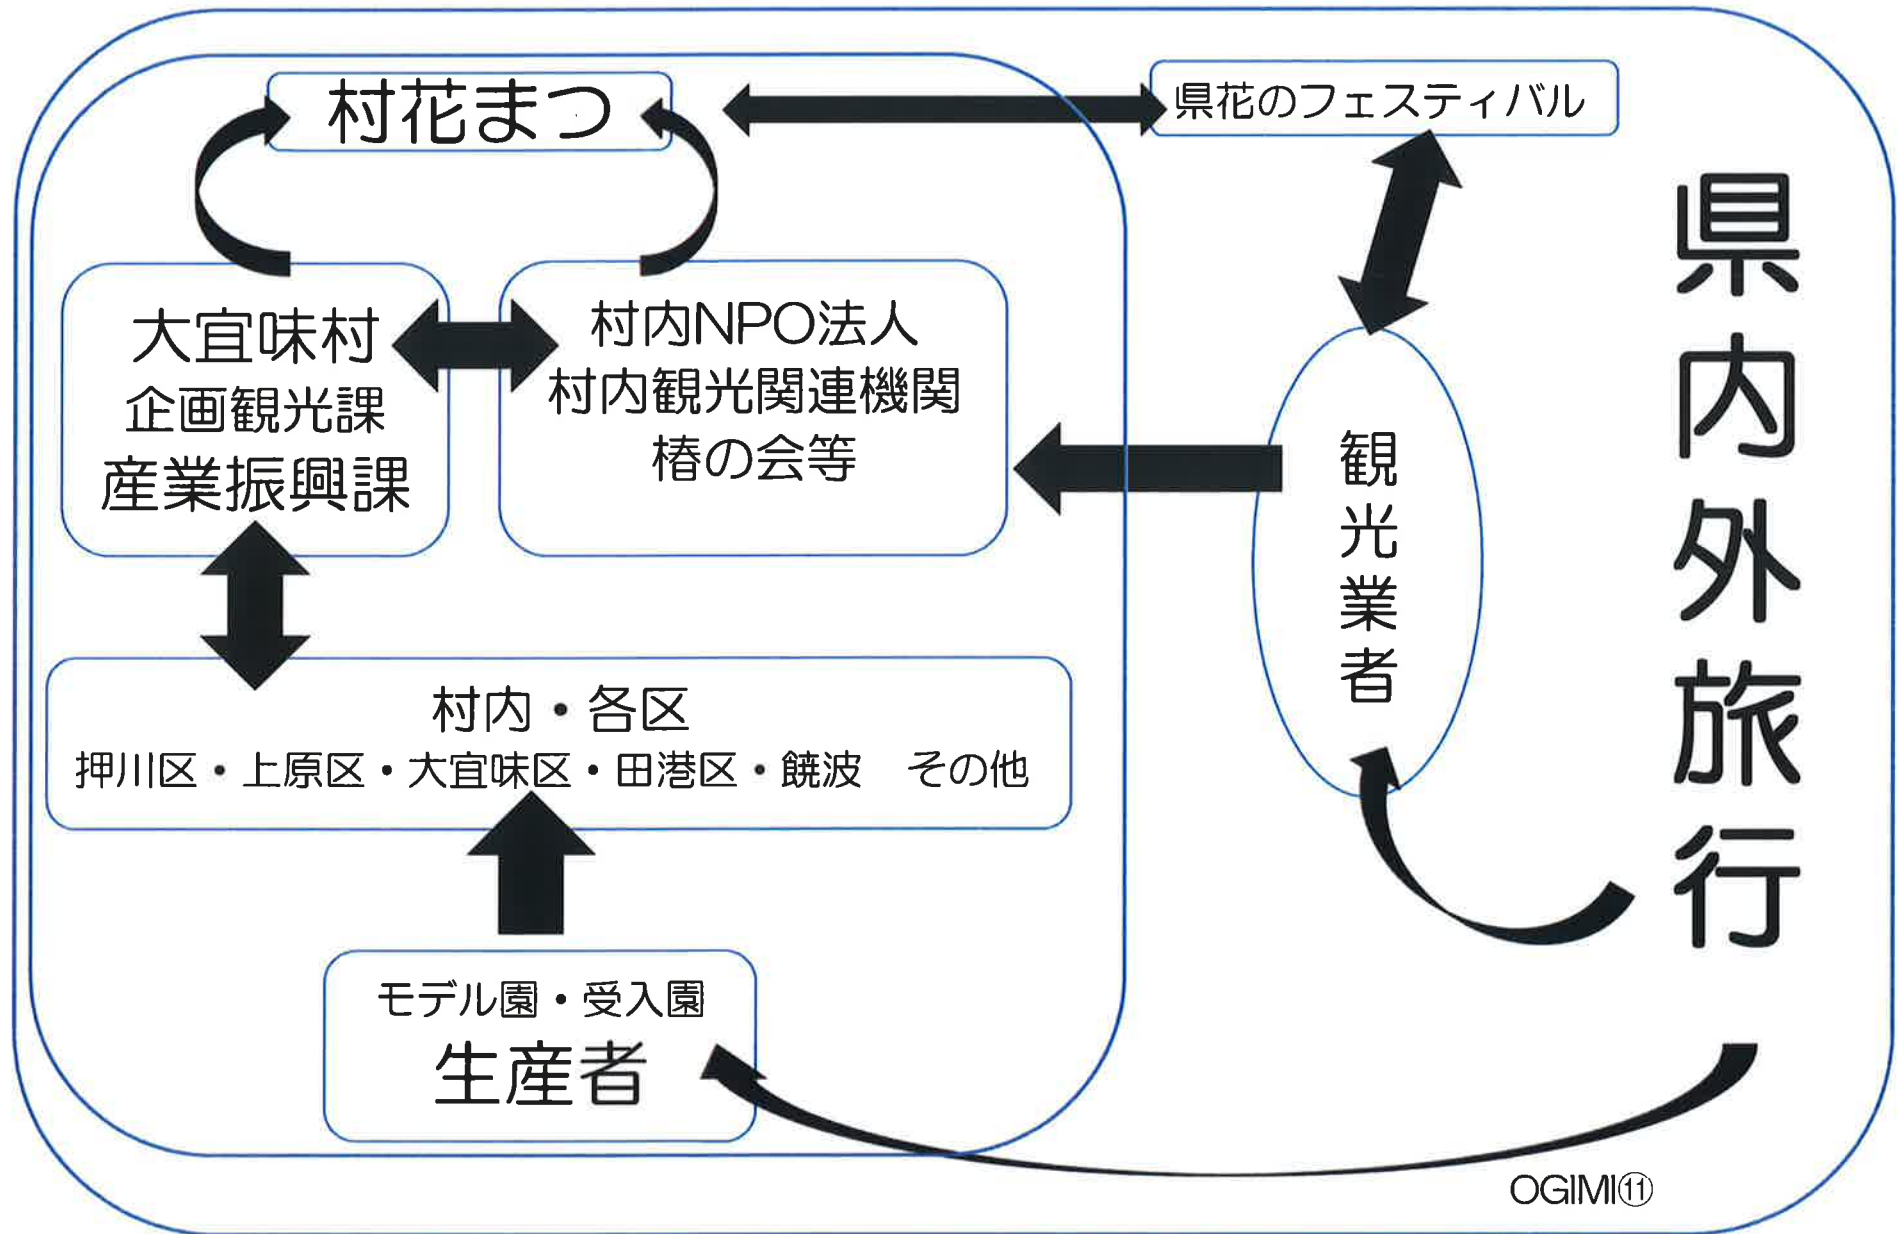 村花まつ
県花のフェスティバル
大宜味村
企画観光課
産業振興課
村内NPO法人
村内観光関連機関
椿の会等
観光業者
県内外旅行
村内・各区
押川区・上原区・大宜味区・田港区・饒波　その他
モデル園・受入園
生産者
OGIMI⑪